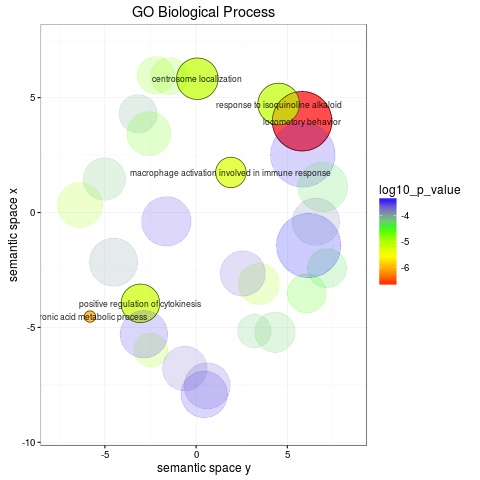 GO Biological Process
centrosome localization
response to isoquinoline alkaloid
locomotory behavior
macrophage activation involved in immune response
positive regulation of cytokinesis
ronic acid metabolic process
5
0
-5
-10
-5
0
5
semantic space x
semantic space y
log10_p_value
-4
-5
-6